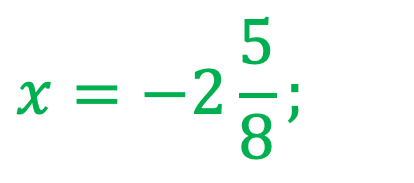 x = −2 5/8;